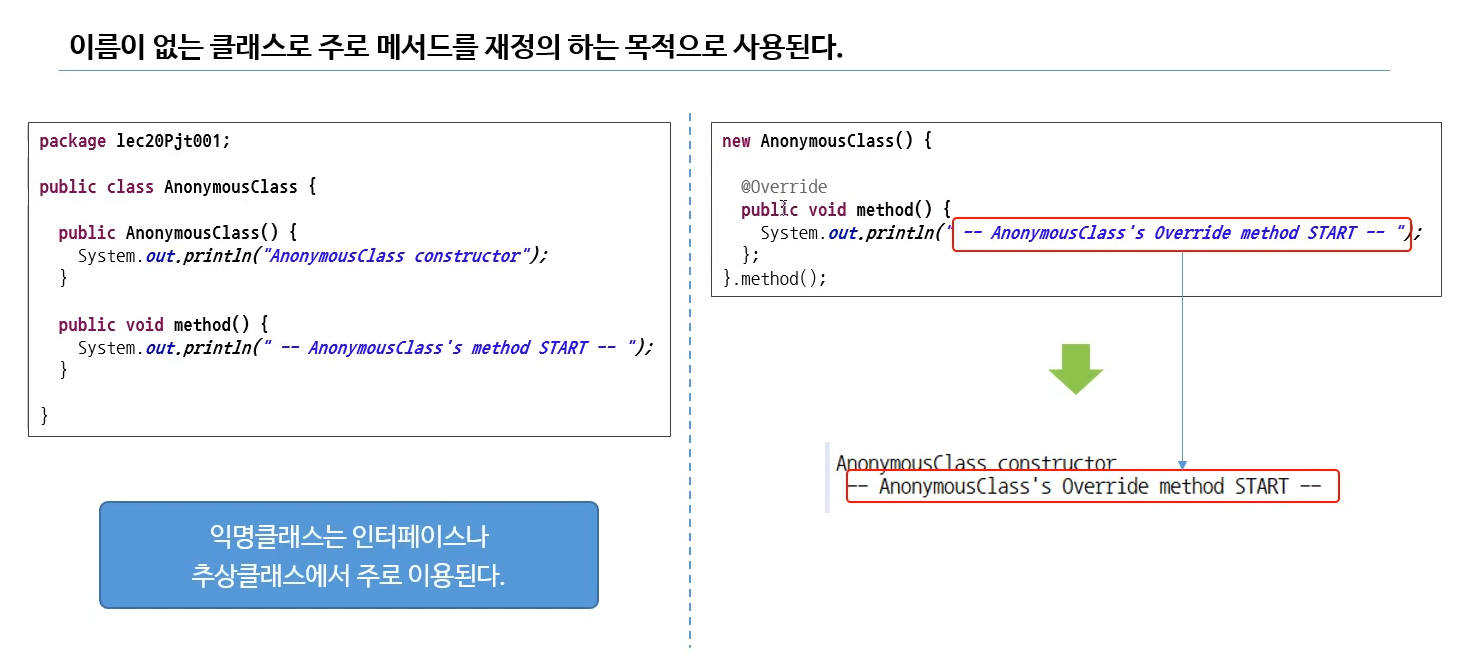 이름이 없는 클래스로 주로 메서드를 재정의 하는 목적으로 사용된다.
package lec20Pjt001;
public class AnonymousClass {
public AnonymousClass() {
System.out.println("AnonymousClass constructor");
}
public void method() {
System.out.println(" -- AnonymousClass's method START -- ");
}
}
익명클래스는 인터페이스나
추상클래스에서 주로 이용된다.
new AnonymousClass() {
@Override
public void method() {
System.out.println(" -- AnonymousClass's Override method START -- ");
};
}.method();
AnonymousClass constructor
-- AnonymousClass's Override method START --